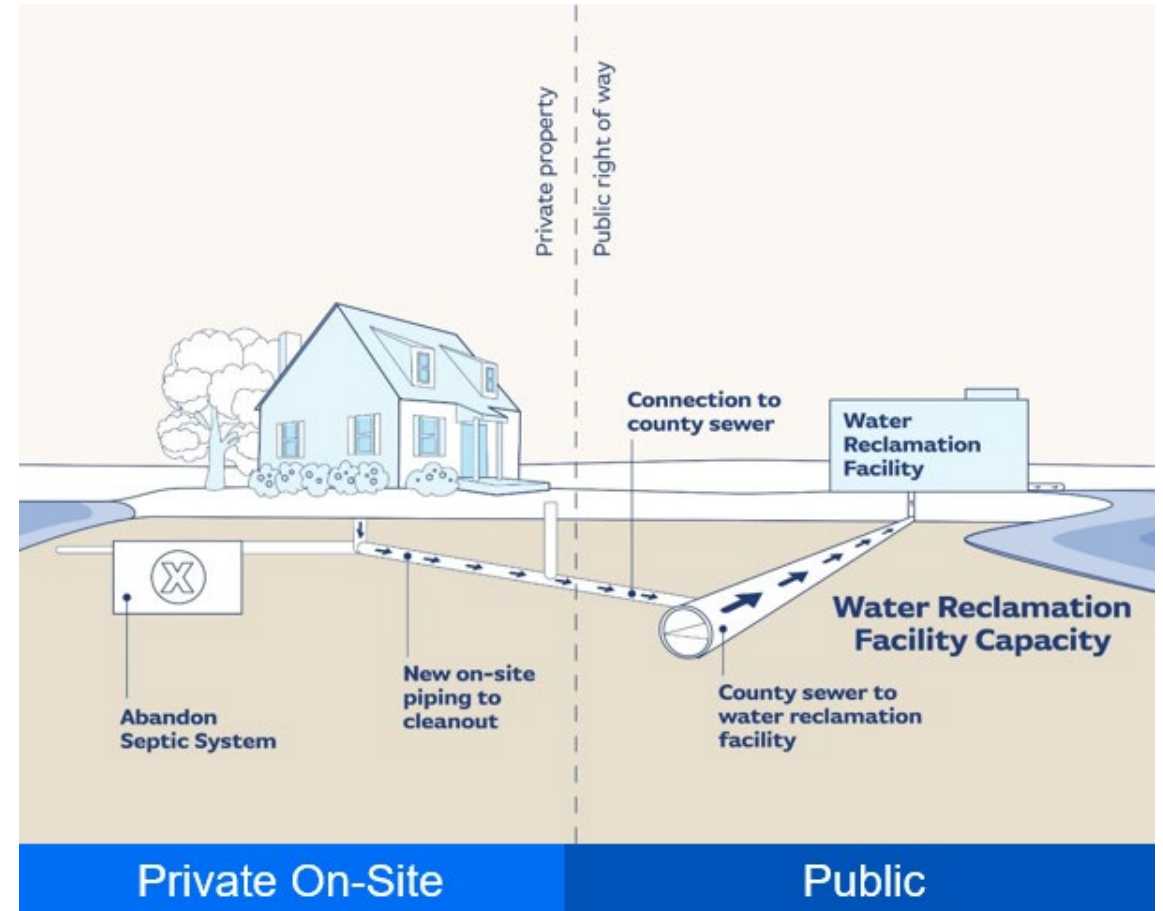 Private property
Public right of way
Connection to
county sewer
Water
Reclamation
Facility
X
Water Reclamation
Facility Capacity
New on-site
piping to
cleanout
County sewer to
water reclamation
facility
Abandon
Septic System
Private On-Site
Public